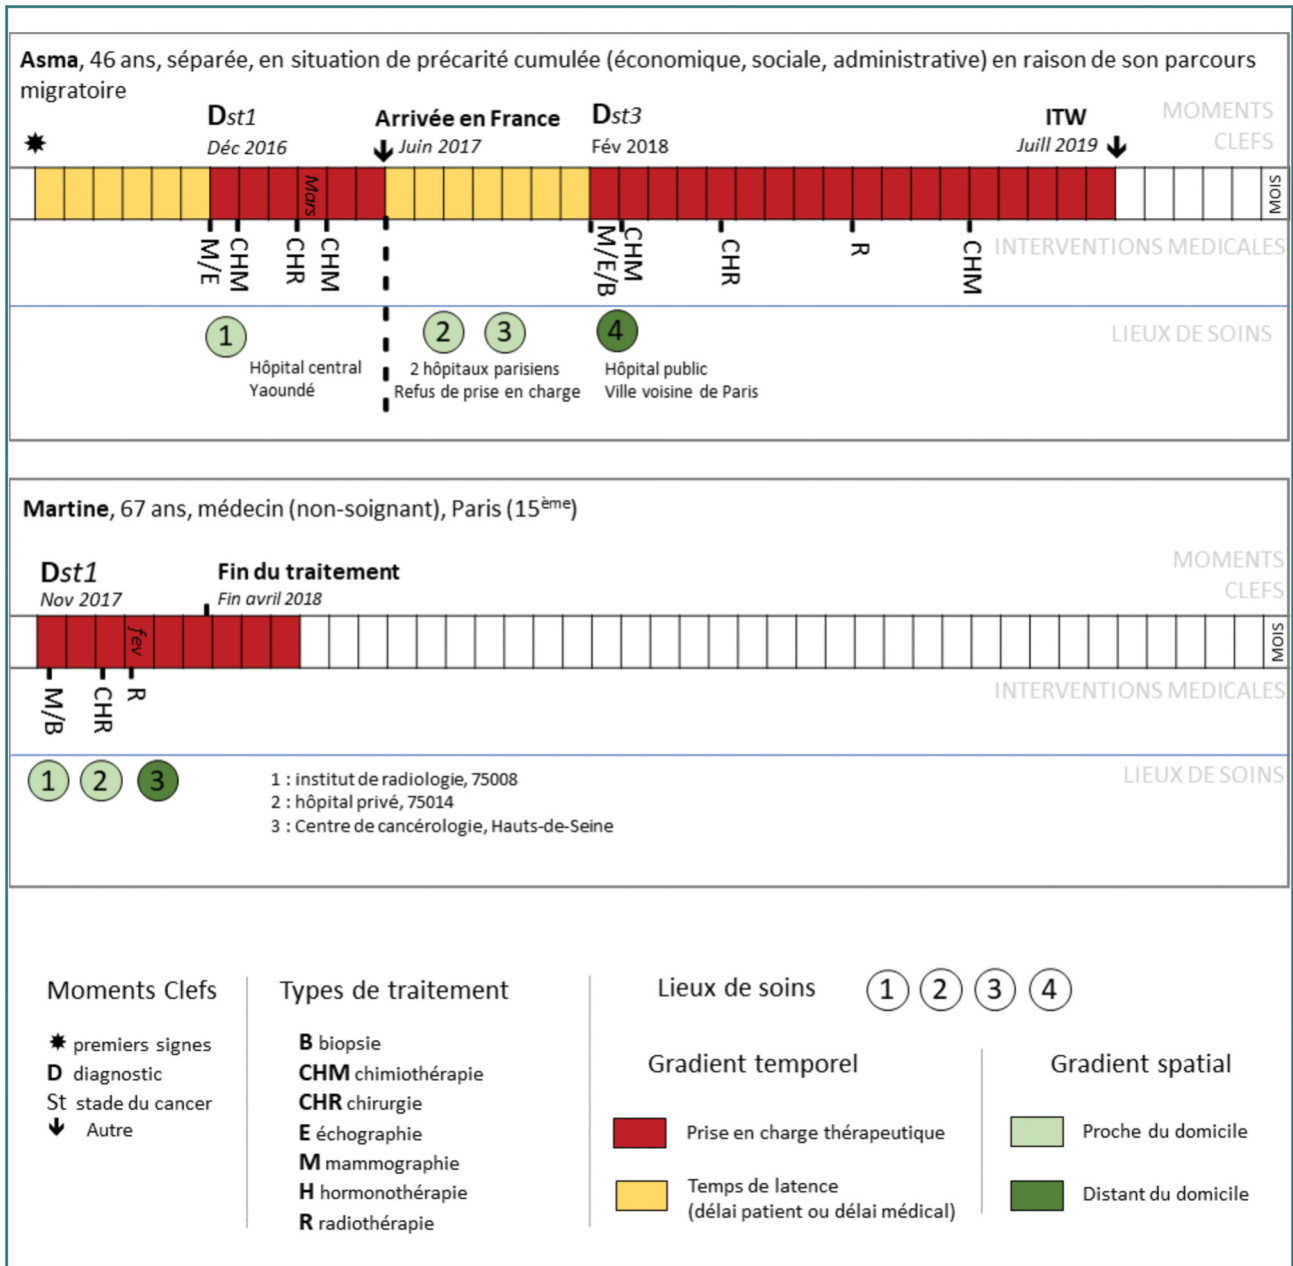 Asma, 46 ans, séparée, en situation de précarité cumulée (économique, sociale, administrative) en raison de son parcours
migratoire
MOMENTS
CLEFS
Dst1
Déc 2016
Arrivée en France
Juin 2017
Dst3
Fév 2018
ITW
Juill 2019
Mars
MOIS
M/E
CHM
CHR
CHM
M/E/B
CHM
CHR
R
CHM
INTERVENTIONS MEDICALES
1
2
3
4
LIEUX DE SOINS
Hôpital central
Yaoundé
2 hôpitaux parisiens
Refus de prise en charge
Hôpital public
Ville voisine de Paris
Martine, 67 ans, médecin (non-soignant), Paris (15ème)
MOMENTS
CLEFS
Dst1
Nov 2017
Fin du traitement
Fin avril 2018
fev
MOIS
M/B
CHR
R
INTERVENTIONS MEDICALES
1
2
3
LIEUX DE SOINS
1 : institut de radiologie, 75008
2 : hôpital privé, 75014
3 : Centre de cancérologie, Hauts-de-Seine
Moments Clefs
premiers signes
D diagnostic
St stade du cancer
Autre
Types de traitement
B biopsie
CHM chimiothérapie
CHR chirurgie
E échographie
M mammographie
H hormonothérapie
R radiothérapie
Lieux de soins 1 2 3 4
Gradient temporel
Prise en charge thérapeutique
Temps de latence
(délai patient ou délai médical)
Gradient spatial
Proche du domicile
Distant du domicile